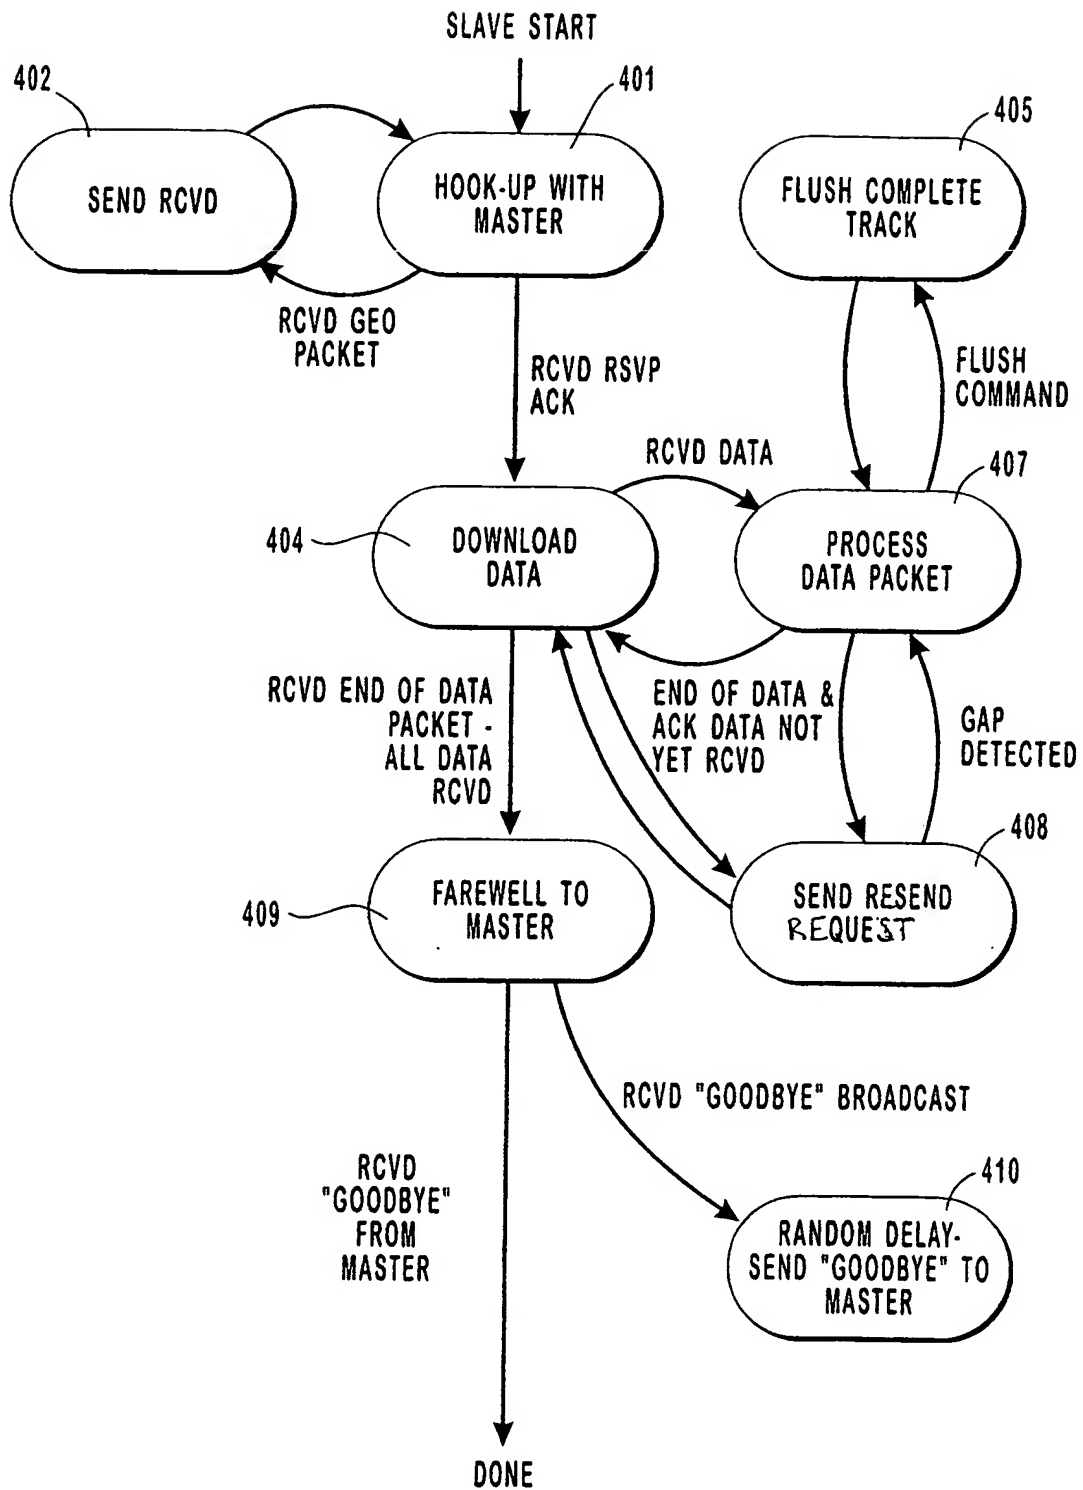 SLAVE START
402
401
405
SEND RCVD
HOOK-UP WITH
MASTER
FLUSH COMPLETE
TRACK
RCVD GEO
PACKET
RCVD RSVP
ACK
FLUSH
COMMAND
RCVD DATA
407
404
DOWNLOAD
DATA
PROCESS
DATA PACKET
RCVD END OF DATA
PACKET -
ALL DATA
RCVD
END OF DATA &
ACK DATA NOT
YET RCVD
GAP
DETECTED
408
409
FAREWELL TO
MASTER
SEND RESEND
REQUEST
RCVD "GOODBYE" BROADCAST
RCVD
"GOODBYE"
FROM
MASTER
410
RANDOM DELAY-
SEND "GOODBYE" TO
MASTER
DONE